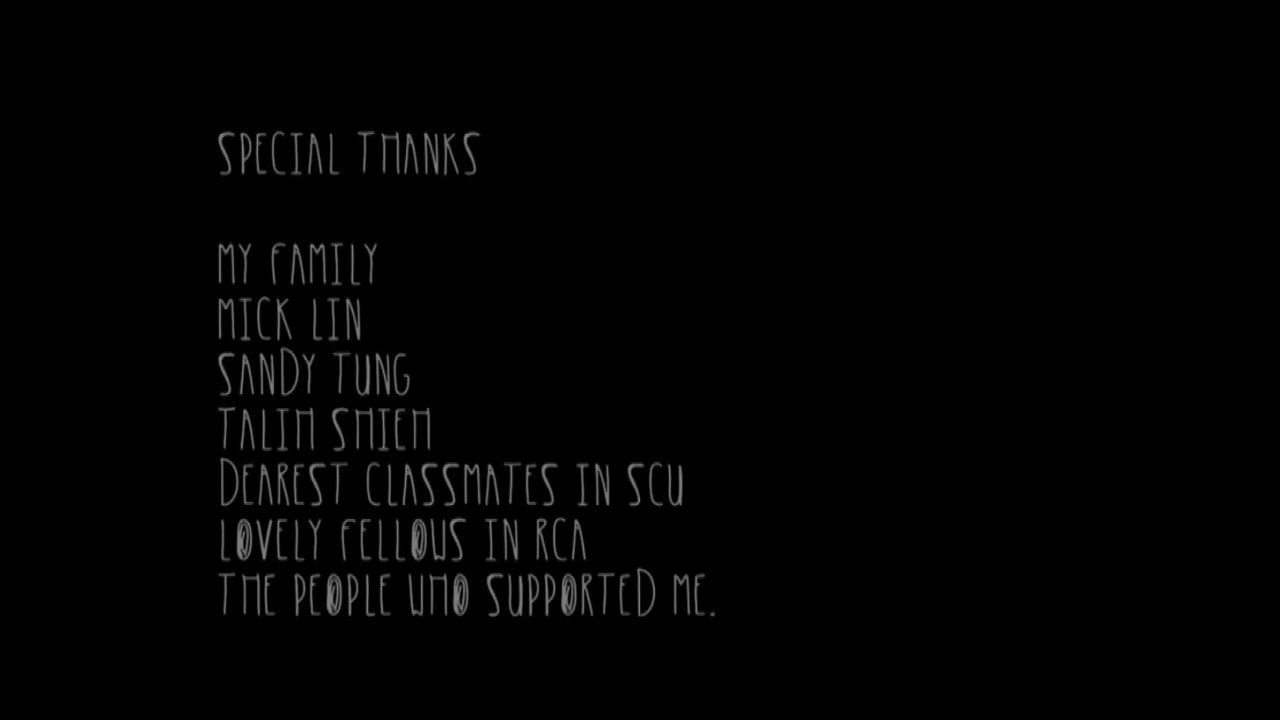 SPECIAL THANKS
MY FAMILY
MICK LIN
SANDY TUNG
TALIH SHIEH
DEAREST CLASSMATES IN SCU
LOVELY FELLOWS IN RCA
THE PEOPLE WHO SUPPORTED ME.